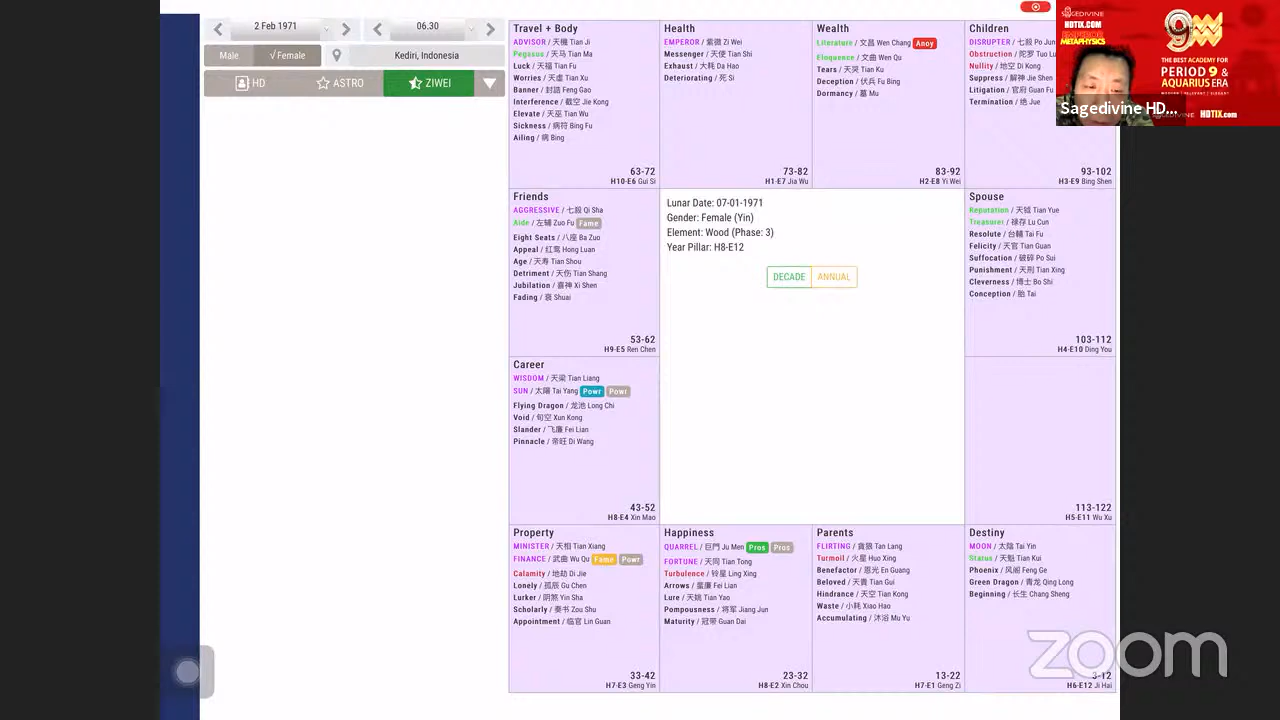 2 Feb 1971
06.30
Male
√Female
Kediri, Indonesia
HD
ASTRO
ZIWEI
Travel + Body
ADVISOR / 天機 Tian Ji
Pegasus / 天马 Tian Ma
Luck / 天福 Tian Fu
Worries / 天虚 Tian Xu
Banner / 封誥 Feng Gao
Interference / 截空 Jie Kong
Elevate / 天巫 Tian Wu
Sickness / 病符 Bing Fu
Ailing / 病 Bing
63-72
H10-E6 Gui Si
Health
EMPEROR / 紫微 Zi Wei
Messenger / 天使 Tian Shi
Exhaust / 大耗 Da Hao
Deteriorating / 死 Si
73-82
H1-E7 Jia Wu
Wealth
Literature / 文昌 Wen Chang Anoy
Eloquence / 文曲 Wen Qu
Tears / 天哭 Tian Ku
Deception / 伏兵 Fu Bing
Dormancy / 墓 Mu
83-92
H2-E8 Yi Wei
Children
DISRUPTER / 七殺 Po Jun
Obstruction / 陀罗 Tuo Lu
Nullity / 地空 Di Kong
Suppress / 解神 Jie Shen
Litigation / 官府 Guan Fu
Termination / 绝 Jue
93-102
H3-E9 Bing Shen
Friends
AGGRESSIVE / 七殺 Qi Sha
Aide / 左輔 Zuo Fu Fame
Eight Seats / 八座 Ba Zuo
Appeal / 红鸾 Hong Luan
Age / 天寿 Tian Shou
Detriment / 天伤 Tian Shang
Jubilation / 喜神 Xi Shen
Fading / 衰 Shuai
53-62
H9-E5 Ren Chen
Lunar Date: 07-01-1971
Gender: Female (Yin)
Element: Wood (Phase: 3)
Year Pillar: H8-E12
DECADE
ANNUAL
Spouse
Reputation / 天钺 Tian Yue
Treasurer / 禄存 Lu Cun
Resolute / 台輔 Tai Fu
Felicity / 天官 Tian Guan
Suffocation / 破碎 Po Sui
Punishment / 天刑 Tian Xing
Cleverness / 博士 Bo Shi
Conception / 胎 Tai
103-112
H4-E10 Ding You
Career
WISDOM / 天梁 Tian Liang
SUN / 太陽 Tai Yang Powr Powr
Flying Dragon / 龙池 Long Chi
Void / 旬空 Xun Kong
Slander / 飞廉 Fei Lian
Pinnacle / 帝旺 Di Wang
43-52
H8-E4 Xin Mao
113-122
H5-E11 Wu Xu
Property
MINISTER / 天相 Tian Xiang
FINANCE / 武曲 Wu Qu Fame Powr
Calamity / 地劫 Di Jie
Lonely / 孤辰 Gu Chen
Lurker / 阴煞 Yin Sha
Scholarly / 奏书 Zou Shu
Appointment / 临官 Lin Guan
33-42
H7-E3 Geng Yin
Happiness
QUARREL / 巨門 Ju Men Pros Pros
FORTUNE / 天同 Tian Tong
Turbulence / 铃星 Ling Xing
Arrows / 蜚廉 Fei Lian
Lure / 天姚 Tian Yao
Pompousness / 将军 Jiang Jun
Maturity / 冠带 Guan Dai
23-32
H8-E2 Xin Chou
Parents
FLIRTING / 貪狼 Tan Lang
Turmoil / 火星 Huo Xing
Benefactor / 恩光 En Guang
Beloved / 天貴 Tian Gui
Hindrance / 天空 Tian Kong
Waste / 小耗 Xiao Hao
Accumulating / 沐浴 Mu Yu
13-22
H7-E1 Geng Zi
Destiny
MOON / 太陰 Tai Yin
Status / 天魁 Tian Kui
Phoenix / 凤阁 Feng Ge
Green Dragon / 青龙 Qing Long
Beginning / 长生 Chang Sheng
3-12
H6-E12 Ji Hai
SAGEDIVINE
HDTIX.COM
EMPEROR
METAPHYSICS
Sagedivine HD...
THE BEST ACADEMY FOR
PERIOD 9 &
AQUARIUS ERA
SAGEDIVINE
HDTIX.com
zoom